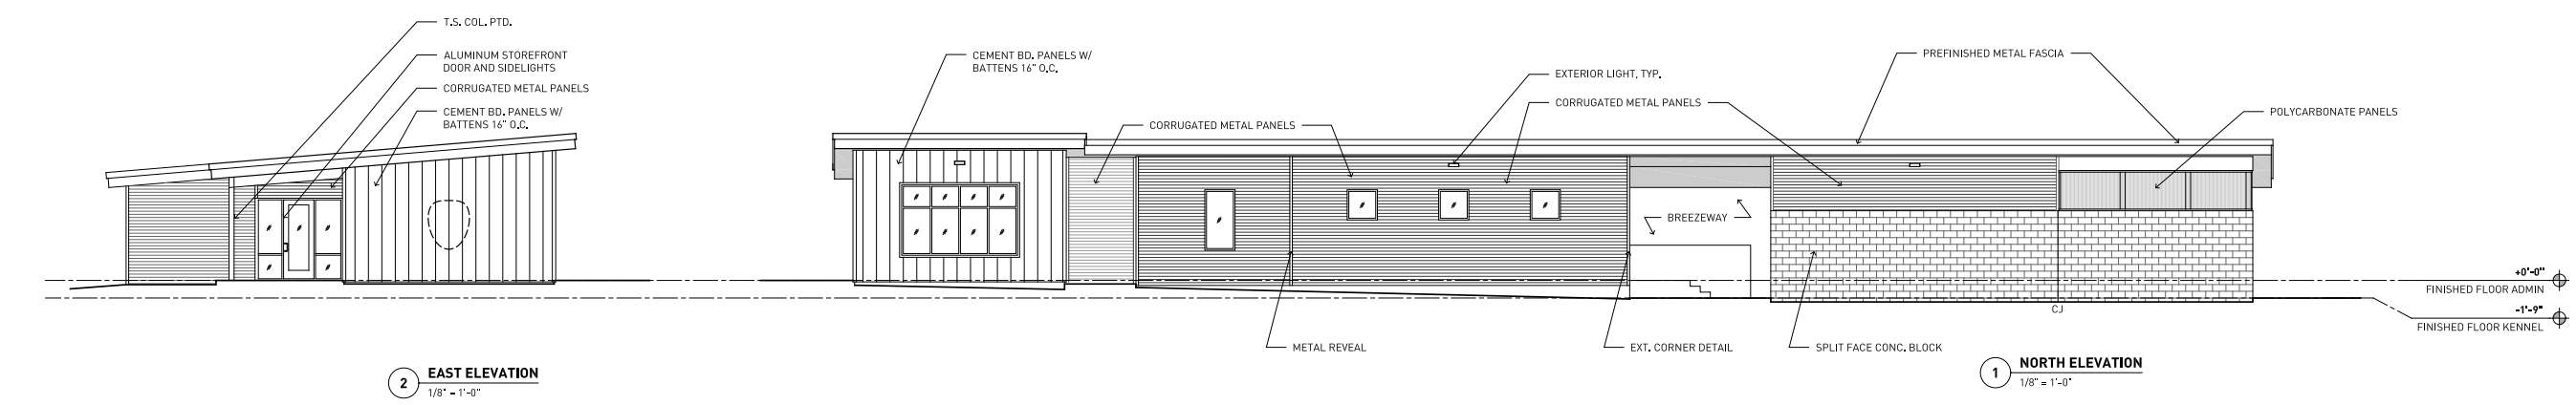 T.S. COL. PTD.
ALUMINUM STOREFRONT
DOOR AND SIDELIGHTS
CORRUGATED METAL PANELS
CEMENT BD. PANELS W/
BATTENS 16" O.C.
2
EAST ELEVATION
1/8" = 1'-0"
CEMENT BD. PANELS W/
BATTENS 16" O.C.
CORRUGATED METAL PANELS
EXTERIOR LIGHT, TYP.
CORRUGATED METAL PANELS
PREFINISHED METAL FASCIA
POLYCARBONATE PANELS
BREEZEWAY
METAL REVEAL
EXT. CORNER DETAIL
SPLIT FACE CONC. BLOCK
CJ
+0'-0"
FINISHED FLOOR ADMIN
-1'-9"
FINISHED FLOOR KENNEL
1
NORTH ELEVATION
1/8" = 1'-0"